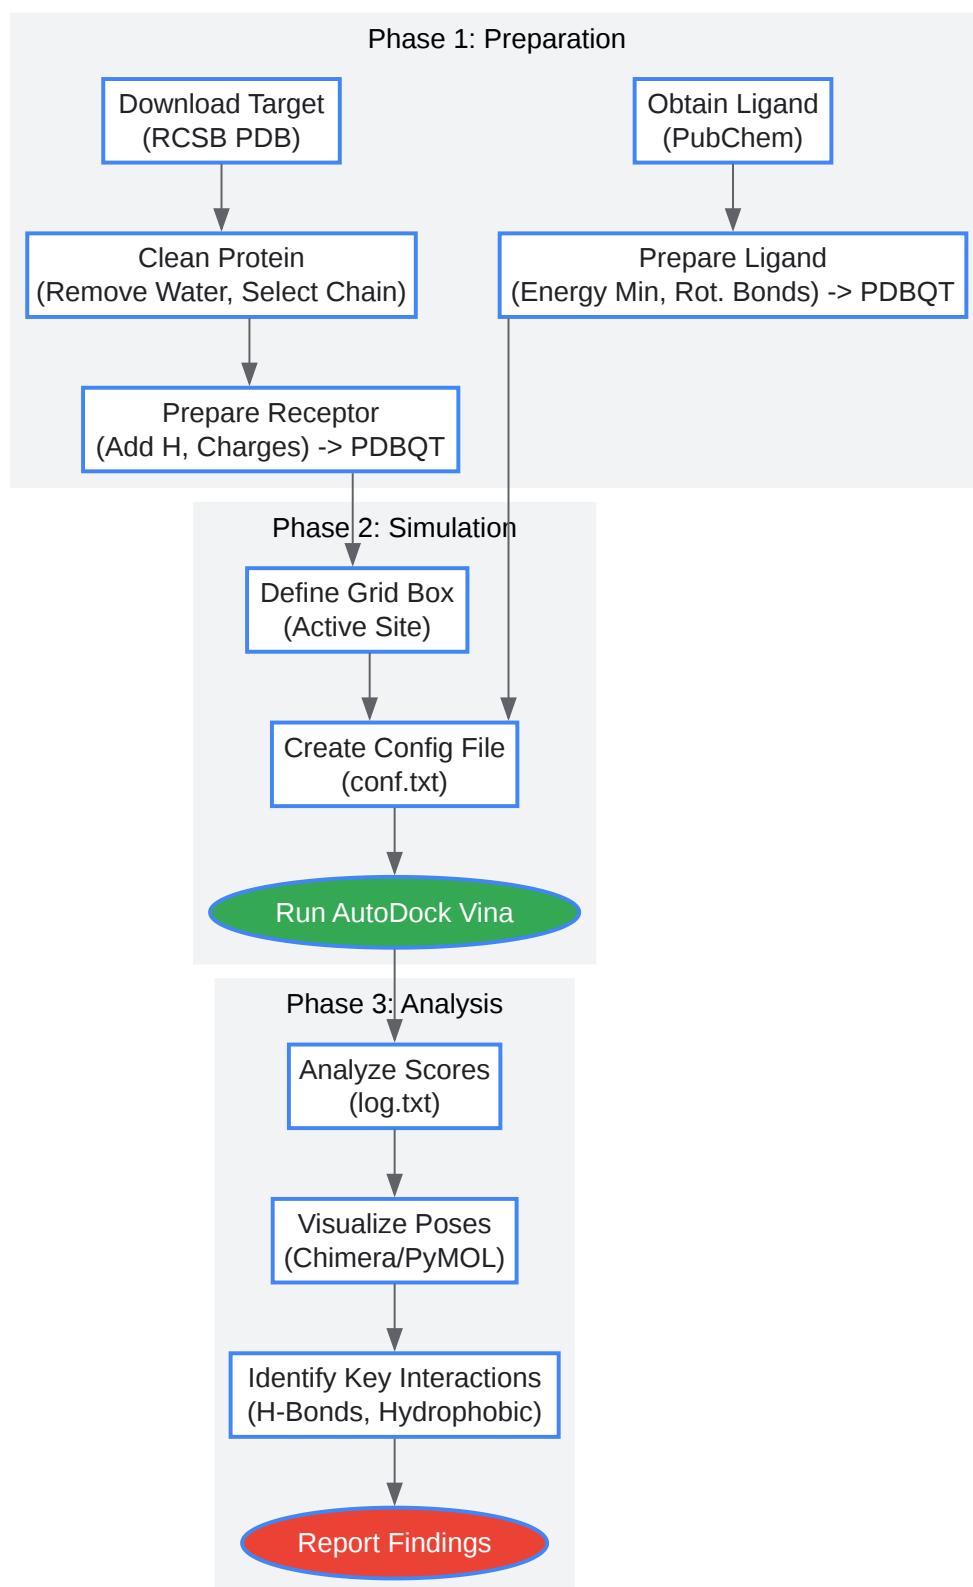 Phase 1: Preparation
Download Target
(RCSB PDB)
Obtain Ligand
(PubChem)
Clean Protein
(Remove Water, Select Chain)
Prepare Ligand
(Energy Min, Rot. Bonds) -> PDBQT
Prepare Receptor
(Add H, Charges) -> PDBQT
Phase 2: Simulation
Define Grid Box
(Active Site)
Create Config File
(conf.txt)
Run AutoDock Vina
Phase 3: Analysis
Analyze Scores
(log.txt)
Visualize Poses
(Chimera/PyMOL)
Identify Key Interactions
(H-Bonds, Hydrophobic)
Report Findings